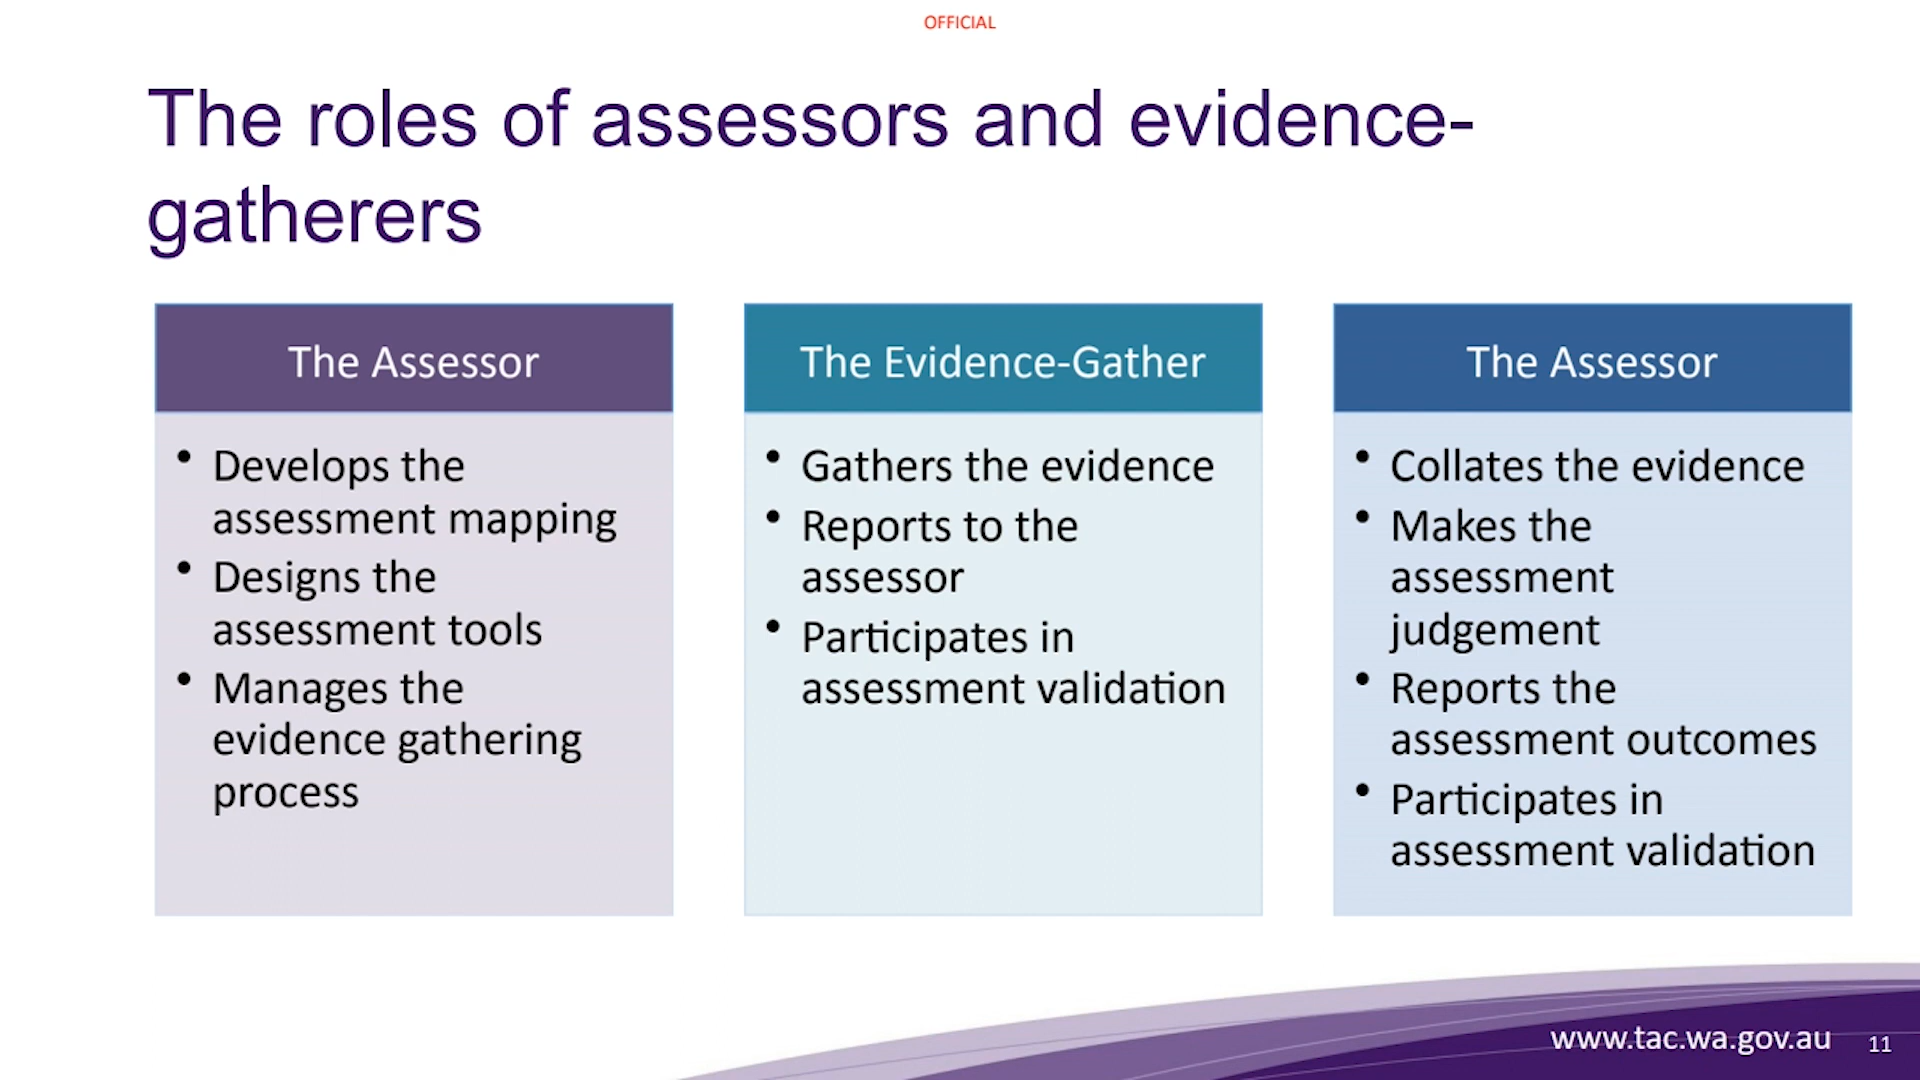 OFFICIAL
The roles of assessors and evidence-
gatherers
The Assessor
• Develops the
assessment mapping
• Designs the
assessment tools
• Manages the
evidence gathering
process
The Evidence-Gather
• Gathers the evidence
• Reports to the
assessor
• Participates in
assessment validation
The Assessor
• Collates the evidence
• Makes the
assessment
judgement
• Reports the
assessment outcomes
• Participates in
assessment validation
www.tac.wa.gov.au
11